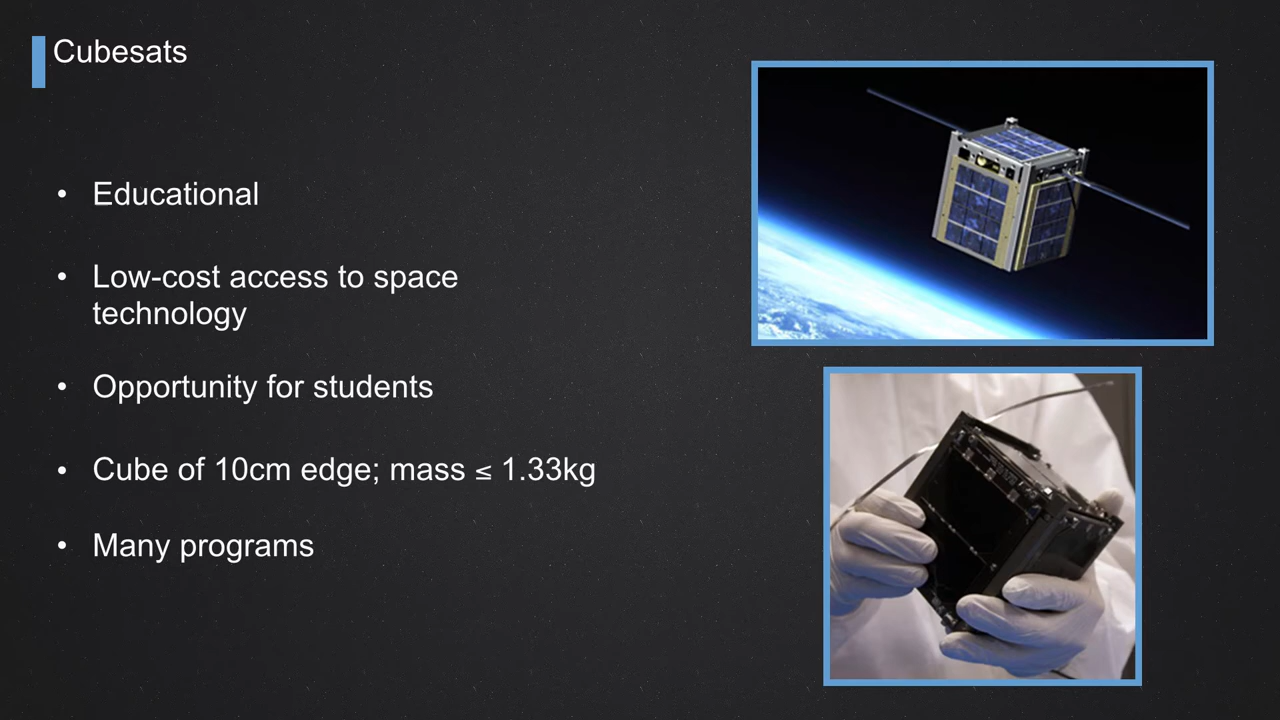 Cubesats
• Educational
• Low-cost access to space
technology
• Opportunity for students
• Cube of 10cm edge; mass ≤ 1.33kg
• Many programs